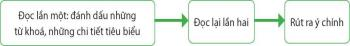 Đọc lần một: đánh dấu những
từ khoá, những chi tiết tiêu biểu
Đọc lại lần hai
Rút ra ý chính